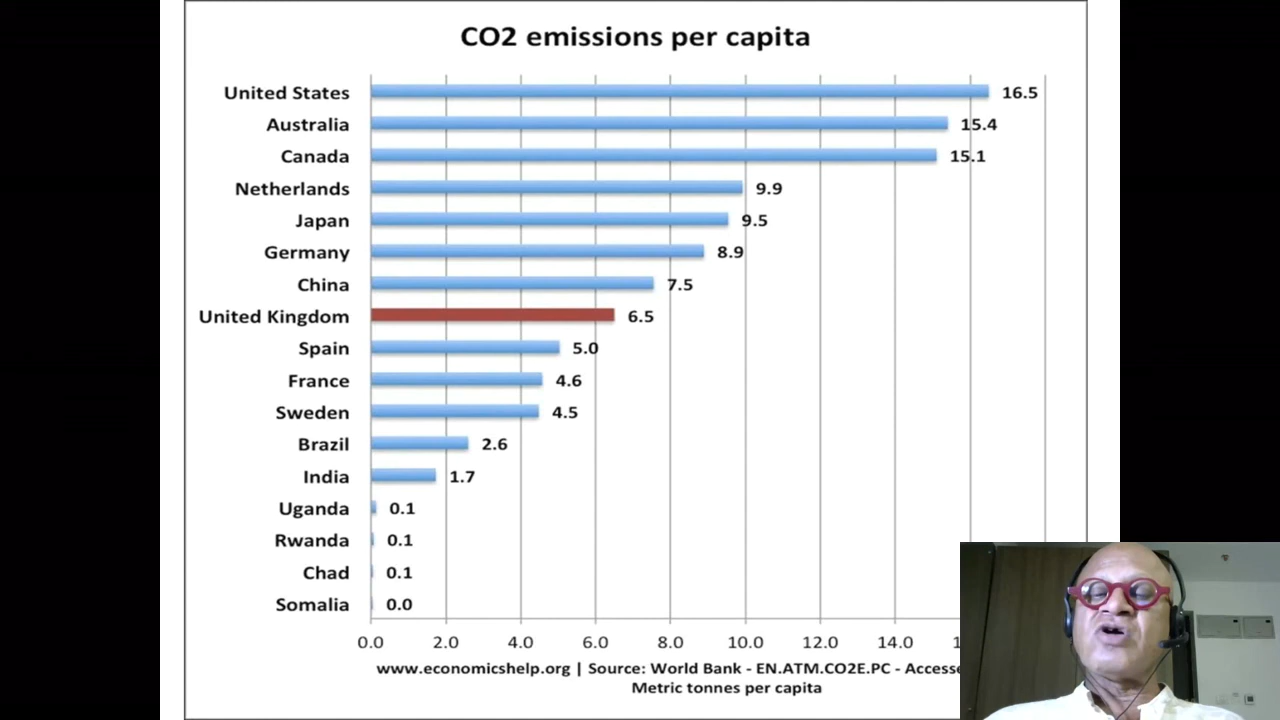 CO2 emissions per capita
United States 16.5
Australia 15.4
Canada 15.1
Netherlands 9.9
Japan 9.5
Germany 8.9
China 7.5
United Kingdom 6.5
Spain 5.0
France 4.6
Sweden 4.5
Brazil 2.6
India 1.7
Uganda 0.1
Rwanda 0.1
Chad 0.1
Somalia 0.0
0.0 2.0 4.0 6.0 8.0 10.0 12.0 14.0
www.economicshelp.org | Source: World Bank - EN.ATM.CO2E.PC -
Metric tonnes per capita